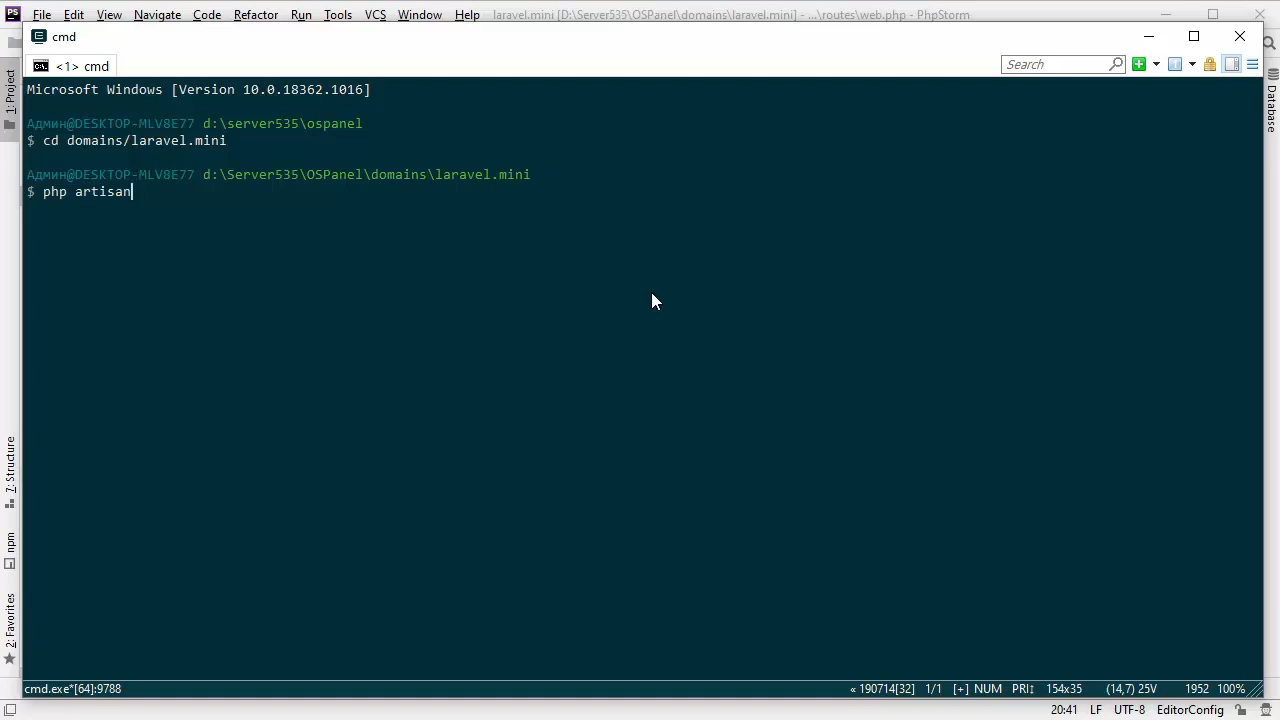 PS File Edit View Navigate Code Refactor Run Tools VCS Window Help laravel.mini [D:\Server535\OSPanel\domains\laravel.mini] - ...\routes\web.php - PhpStorm
cmd
<1> cmd
Search
Microsoft Windows [Version 10.0.18362.1016]
Админ@DESKTOP-MLV8E77 d:\server535\ospanel
$ cd domains/laravel.mini
Админ@DESKTOP-MLV8E77 d:\Server535\OSPanel\domains\laravel.mini
$ php artisan
1: Project
7: Structure
npm
2: Favorites
Database
cmd.exe*[64]:9788 « 190714[32] 1/1 [+] NUM PRI↕ 154x35 (14,7) 25V 1952 100%
20:41 LF UTF-8 EditorConfig